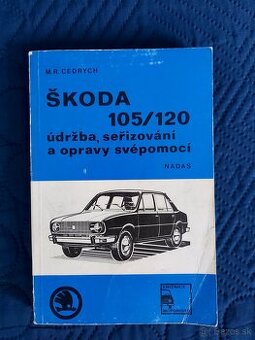 M.R. CEDRYCH
ŠKODA
105/120
údržba, seřizování
a opravy svépomocí
NADAS